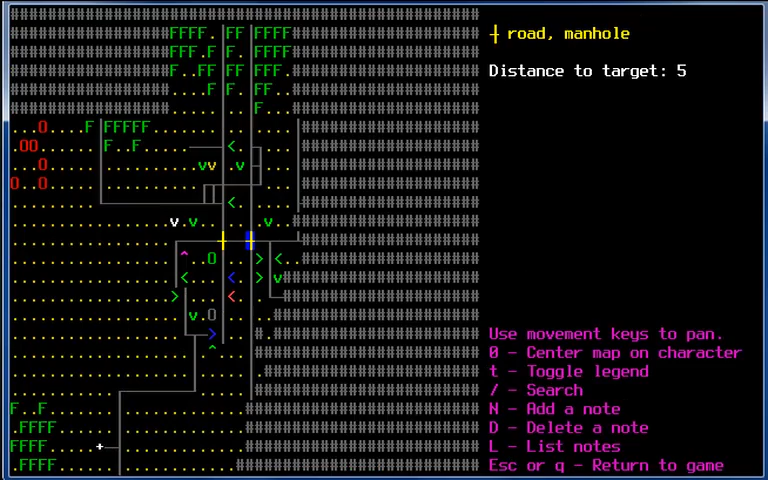 ┼ road, manhole
Distance to target: 5
Use movement keys to pan.
0 - Center map on character
t - Toggle legend
/ - Search
N - Add a note
D - Delete a note
L - List notes
Esc or q - Return to game